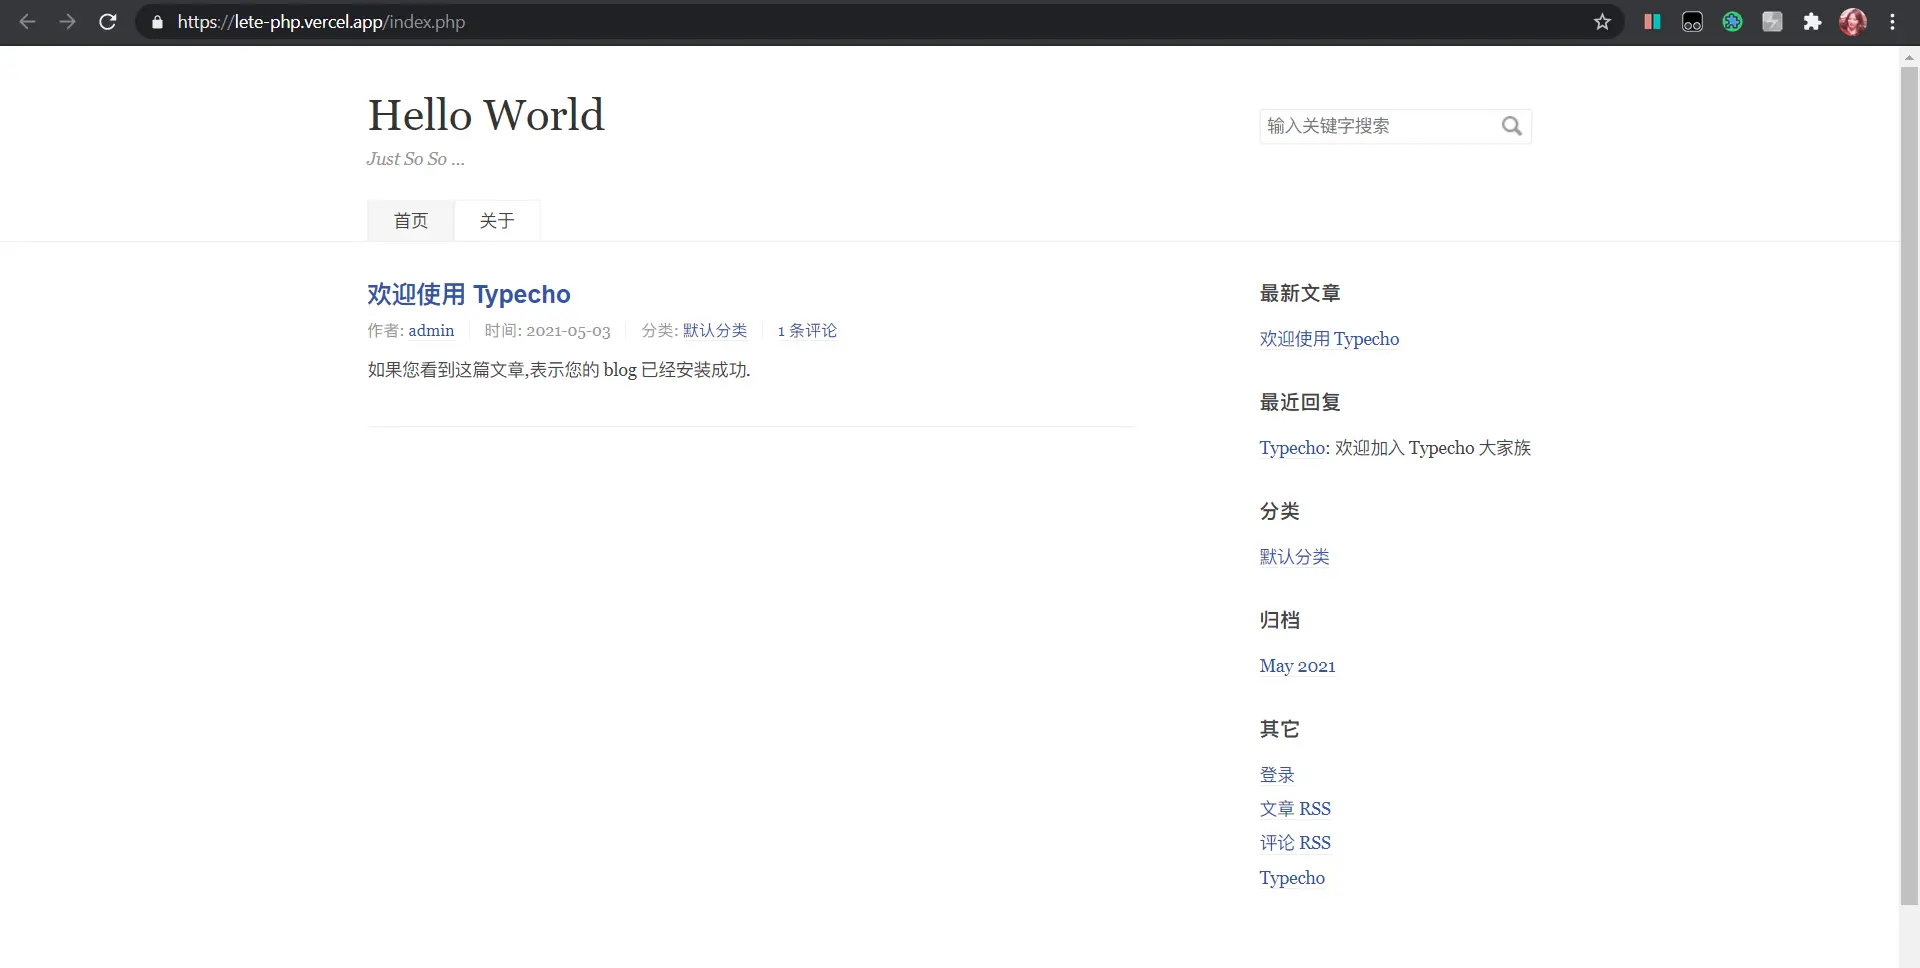 https://lete-php.vercel.app/index.php
Hello World
输入关键字搜索
Just So So ...
首页 关于
欢迎使用 Typecho
作者: admin 时间: 2021-05-03 分类: 默认分类 1 条评论
如果您看到这篇文章,表示您的 blog 已经安装成功.
最新文章
欢迎使用 Typecho
最近回复
Typecho: 欢迎加入 Typecho 大家族
分类
默认分类
归档
May 2021
其它
登录
文章 RSS
评论 RSS
Typecho